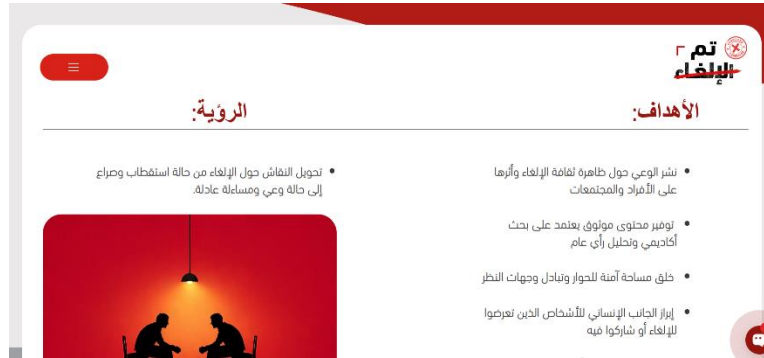 تم
الإلغاء
الأهداف:
نشر الوعي حول ظاهرة ثقافة الإلغاء وأثرها
على الأفراد والمجتمعات
توفير محتوى موثوق يعتمد على بحث
أكاديمي وتحليل رأي عام
خلق مساحة آمنة للحوار وتبادل وجهات النظر
إبراز الجانب الإنساني للأشخاص الذين تعرضوا
للإلغاء أو شاركوا فيه
الرؤية:
تحويل النقاش حول الإلغاء من حالة استقطاب وصراع
إلى حالة وعي ومساءلة عادلة.